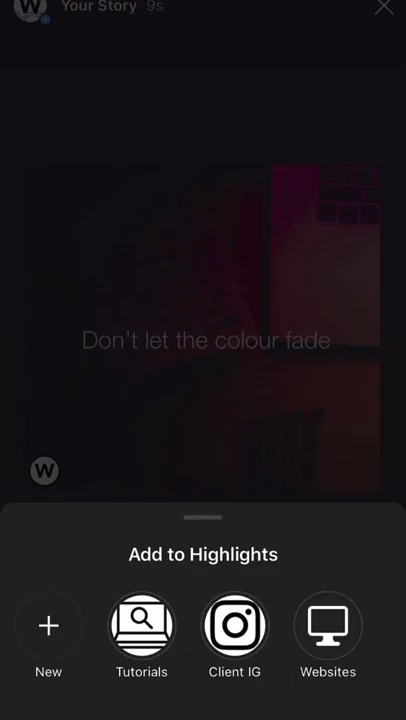 W Your Story 9s
Don't let the colour fade
W
Add to Highlights
New Tutorials Client IG Websites